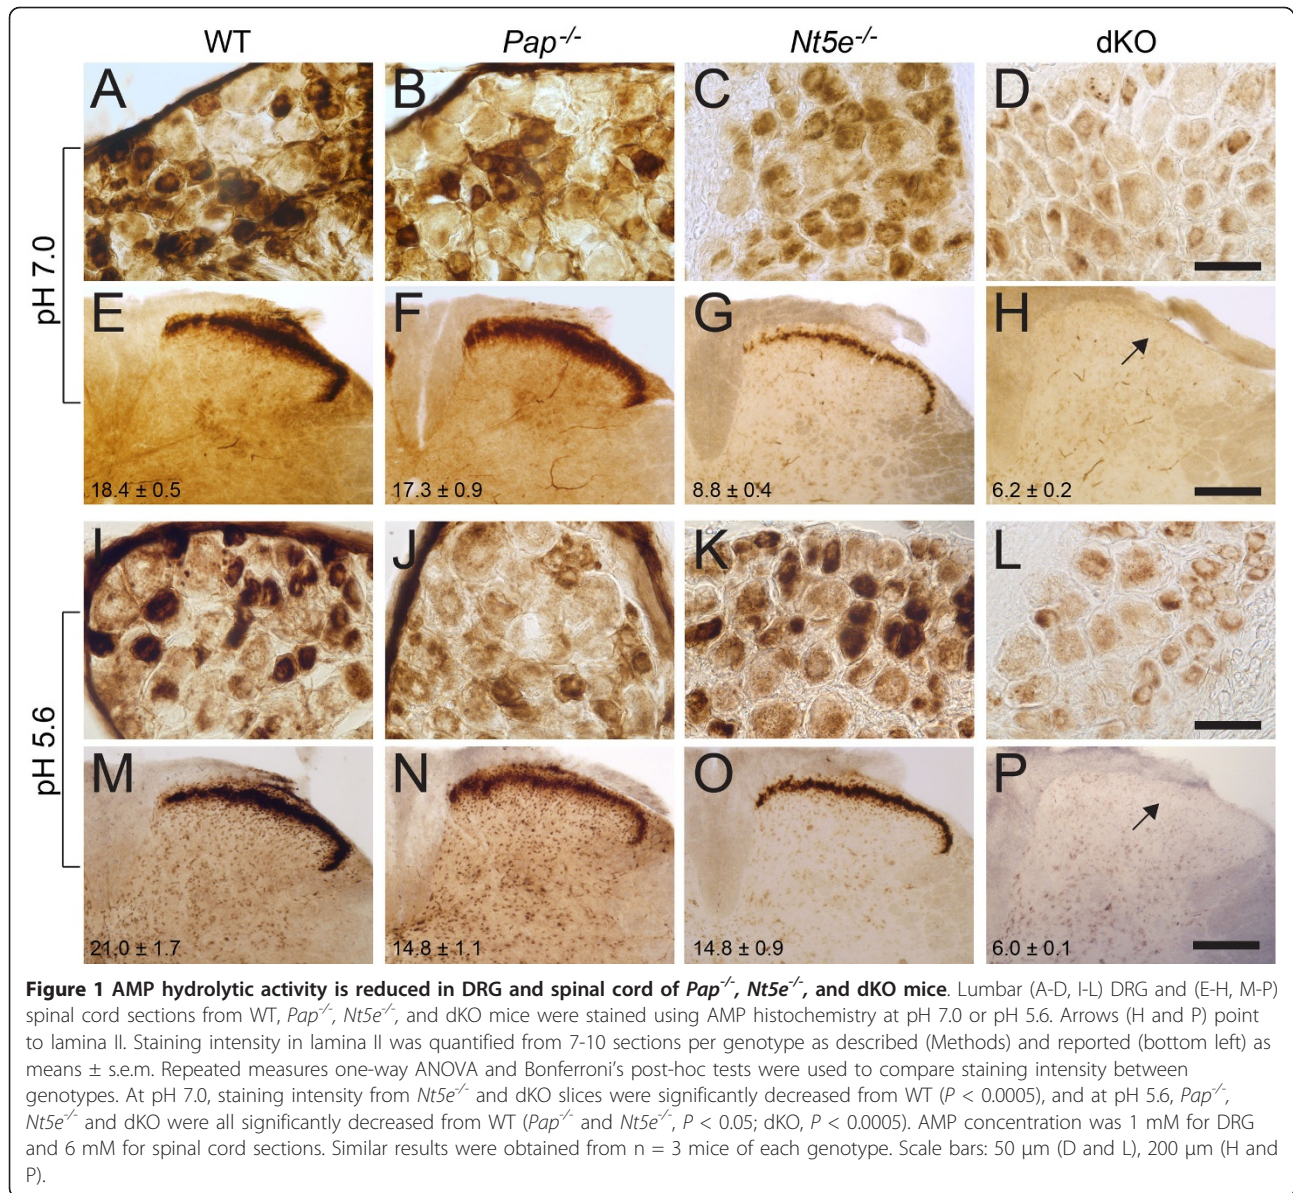 WT Pap-/- Nt5e-/- dKO
A B C D
pH 7.0
E F G H
18.4 ± 0.5 17.3 ± 0.9 8.8 ± 0.4 6.2 ± 0.2
I J K L
pH 5.6
M N O P
21.0 ± 1.7 14.8 ± 1.1 14.8 ± 0.9 6.0 ± 0.1
Figure 1 AMP hydrolytic activity is reduced in DRG and spinal cord of Pap-/-, Nt5e-/-, and dKO mice. Lumbar (A-D, I-L) DRG and (E-H, M-P)
spinal cord sections from WT, Pap-/-, Nt5e-/-, and dKO mice were stained using AMP histochemistry at pH 7.0 or pH 5.6. Arrows (H and P) point
to lamina II. Staining intensity in lamina II was quantified from 7-10 sections per genotype as described (Methods) and reported (bottom left) as
means ± s.e.m. Repeated measures one-way ANOVA and Bonferroni's post-hoc tests were used to compare staining intensity between
genotypes. At pH 7.0, staining intensity from Nt5e-/- and dKO slices were significantly decreased from WT (P < 0.0005), and at pH 5.6, Pap-/-,
Nt5e-/- and dKO were all significantly decreased from WT (Pap-/- and Nt5e-/-, P < 0.05; dKO, P < 0.0005). AMP concentration was 1 mM for DRG
and 6 mM for spinal cord sections. Similar results were obtained from n = 3 mice of each genotype. Scale bars: 50 μm (D and L), 200 μm (H and
P).